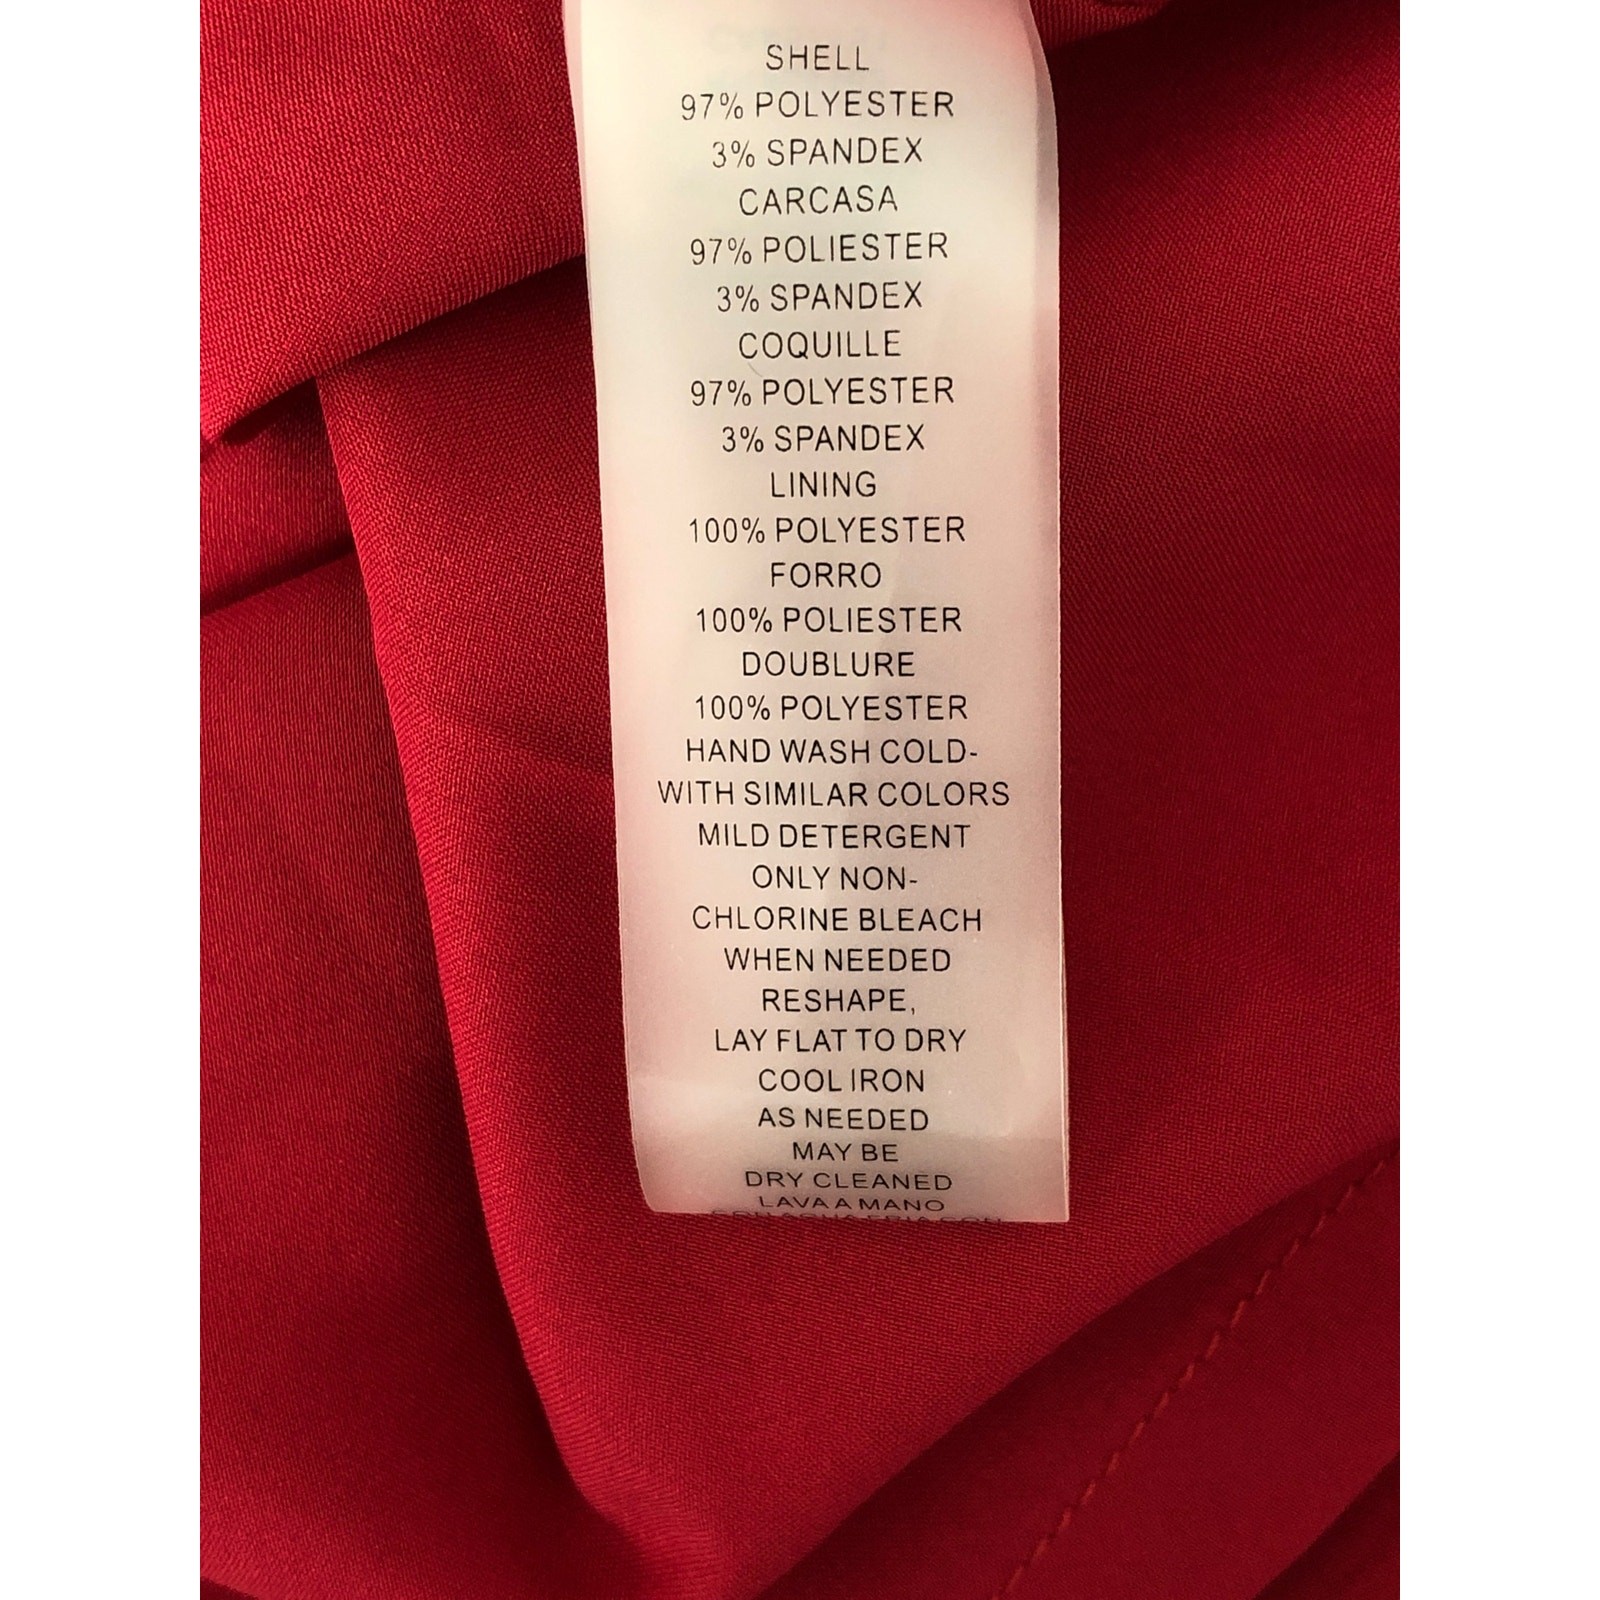 SHELL
97% POLYESTER
3% SPANDEX
CARCASA
97% POLIESTER
3% SPANDEX
COQUILLE
97% POLYESTER
3% SPANDEX
LINING
100% POLYESTER
FORRO
100% POLIESTER
DOUBLURE
100% POLYESTER
HAND WASH COLD-
WITH SIMILAR COLORS
MILD DETERGENT
ONLY NON-
CHLORINE BLEACH
WHEN NEEDED
RESHAPE,
LAY FLAT TO DRY
COOL IRON
AS NEEDED
MAY BE
DRY CLEANED
LAVA A MANO